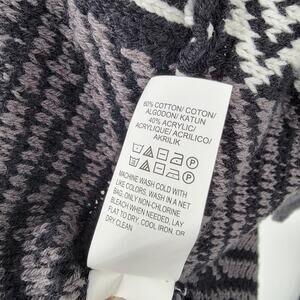 60% COTTON/ COTON/
ALGODON/ KATUN
40% ACRYLIC/
ACRYLIQUE/ ACRILICO/
AKRILIK
MACHINE WASH COLD WITH
LIKE COLORS, WASH IN A NET
BAG, ONLY NON-CHLORINE
BLEACH WHEN NEEDED, LAY
FLAT TO DRY, COOL IRON, OR
DRY CLEAN